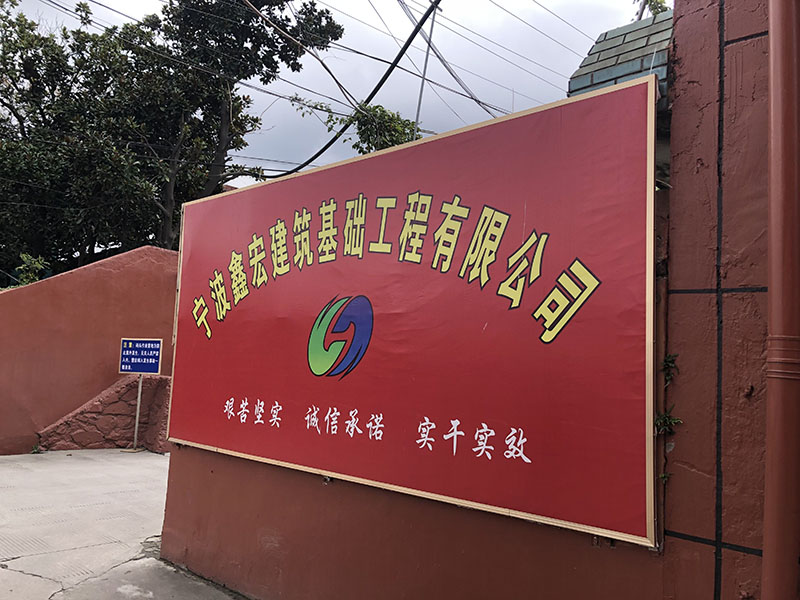 宁波鑫宏建筑基础工程有限公司
艰苦坚实 诚信承诺 实干实效